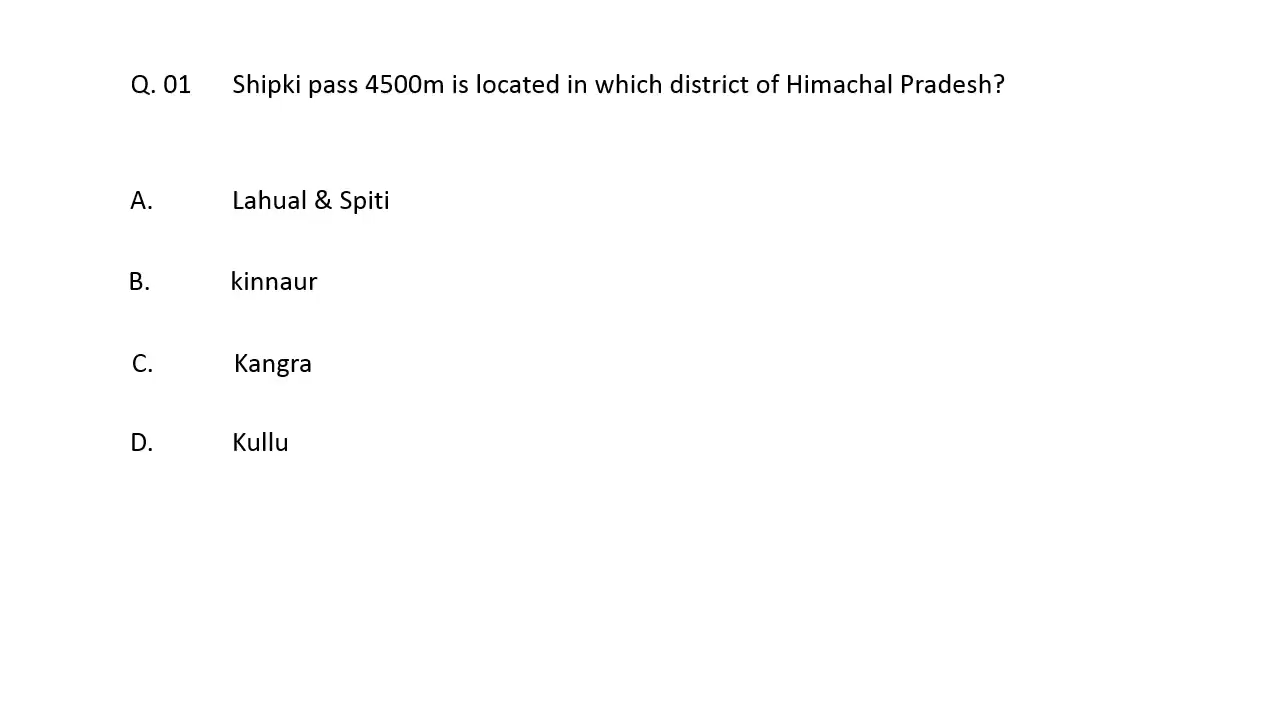 Q. 01 Shipki pass 4500m is located in which district of Himachal Pradesh?
A. Lahual & Spiti
B. kinnaur
C. Kangra
D. Kullu